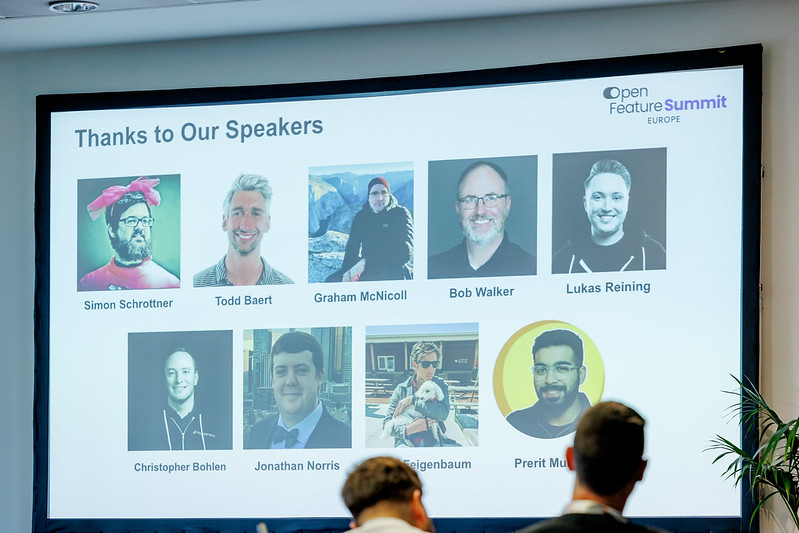 Thanks to Our Speakers
Open
Feature Summit
EUROPE
Simon Schrottner
Todd Baert
Graham McNicoll
Bob Walker
Lukas Reining
Christopher Bohlen
Jonathan Norris
Feigenbaum
Prerit